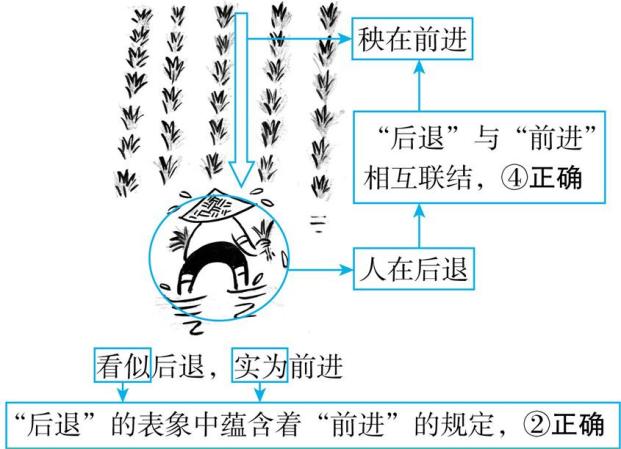 秧在前进
“后退”与“前进”
相互联结，④正确
人在后退
看似后退，实为前进
“后退”的表象中蕴含着“前进”的规定，②正确